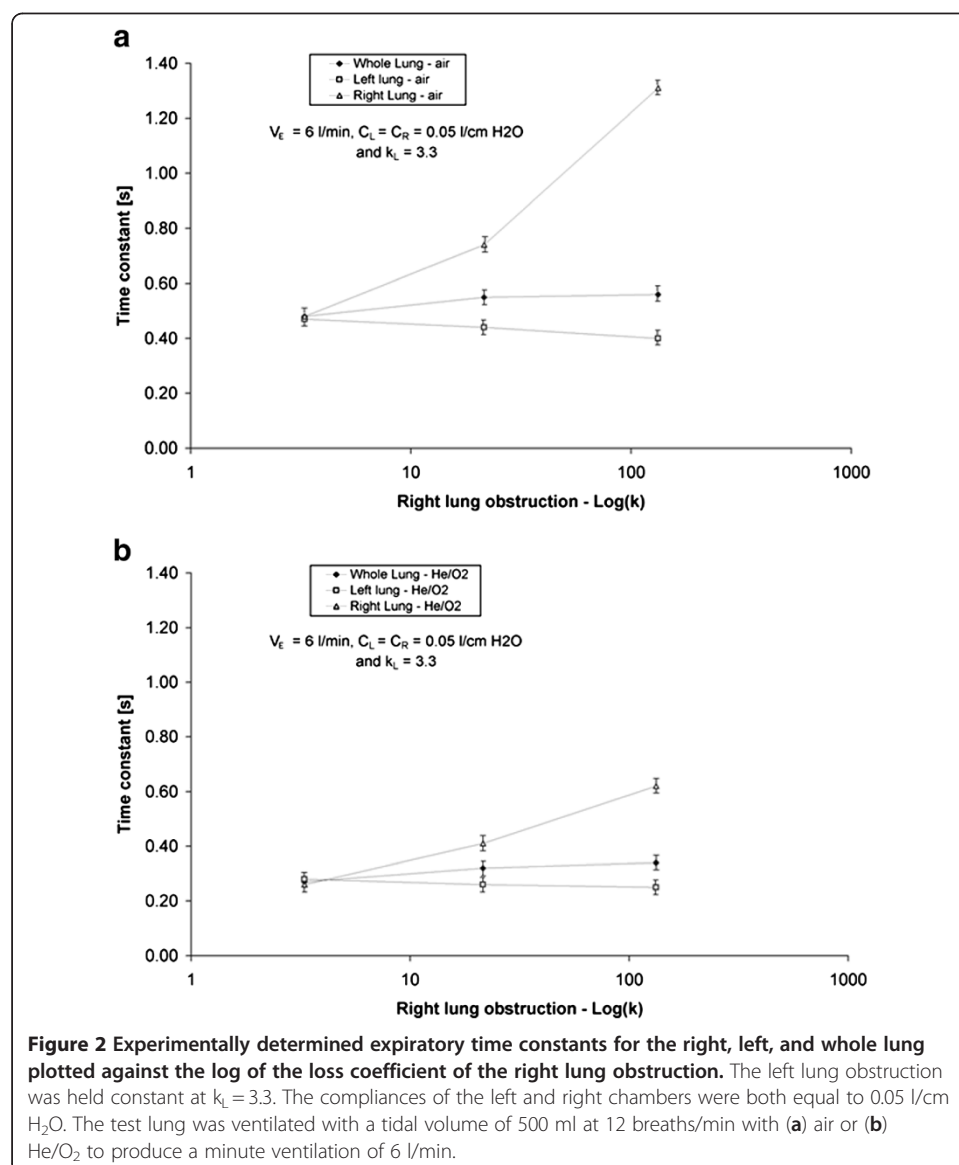 a
Whole Lung - air
Left lung - air
Right Lung - air
V_E = 6 l/min, C_L = C_R = 0.05 l/cm H2O
and k_L = 3.3
Time constant [s]
1.40
1.20
1.00
0.80
0.60
0.40
0.20
0.00
1
10
100
1000
Right lung obstruction - Log(k)
b
Whole Lung - He/O2
Left lung - He/O2
Right Lung - He/O2
V_E = 6 l/min, C_L = C_R = 0.05 l/cm H2O
and k_L = 3.3
Time constant [s]
1.40
1.20
1.00
0.80
0.60
0.40
0.20
0.00
1
10
100
1000
Right lung obstruction - Log(k)
Figure 2 Experimentally determined expiratory time constants for the right, left, and whole lung
plotted against the log of the loss coefficient of the right lung obstruction. The left lung obstruction
was held constant at k_L = 3.3. The compliances of the left and right chambers were both equal to 0.05 l/cm
H₂O. The test lung was ventilated with a tidal volume of 500 ml at 12 breaths/min with (a) air or (b)
He/O₂ to produce a minute ventilation of 6 l/min.